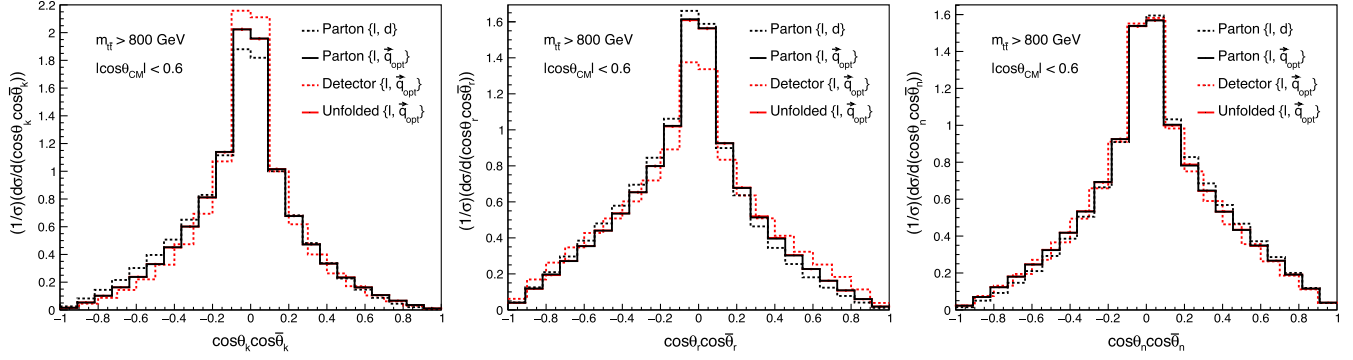 (1/σ)(dσ/d(cosθ_k cosθ̄_k))
2.2
2
1.8
1.6
1.4
1.2
1
0.8
0.6
0.4
0.2
0
m_tt̄ > 800 GeV
|cosθ_CM| < 0.6
Parton {l, d}
Parton {l, q⃗_opt}
Detector {l, q⃗_opt}
Unfolded {l, q⃗_opt}
−1 −0.8 −0.6 −0.4 −0.2 0 0.2 0.4 0.6 0.8 1
cosθ_k cosθ̄_k
(1/σ)(dσ/d(cosθ_r cosθ̄_r))
1.6
1.4
1.2
1
0.8
0.6
0.4
0.2
0
m_tt̄ > 800 GeV
|cosθ_CM| < 0.6
Parton {l, d}
Parton {l, q⃗_opt}
Detector {l, q⃗_opt}
Unfolded {l, q⃗_opt}
−1 −0.8 −0.6 −0.4 −0.2 0 0.2 0.4 0.6 0.8 1
cosθ_r cosθ̄_r
(1/σ)(dσ/d(cosθ_n cosθ̄_n))
1.6
1.4
1.2
1
0.8
0.6
0.4
0.2
0
m_tt̄ > 800 GeV
|cosθ_CM| < 0.6
Parton {l, d}
Parton {l, q⃗_opt}
Detector {l, q⃗_opt}
Unfolded {l, q⃗_opt}
−1 −0.8 −0.6 −0.4 −0.2 0 0.2 0.4 0.6 0.8 1
cosθ_n cosθ̄_n